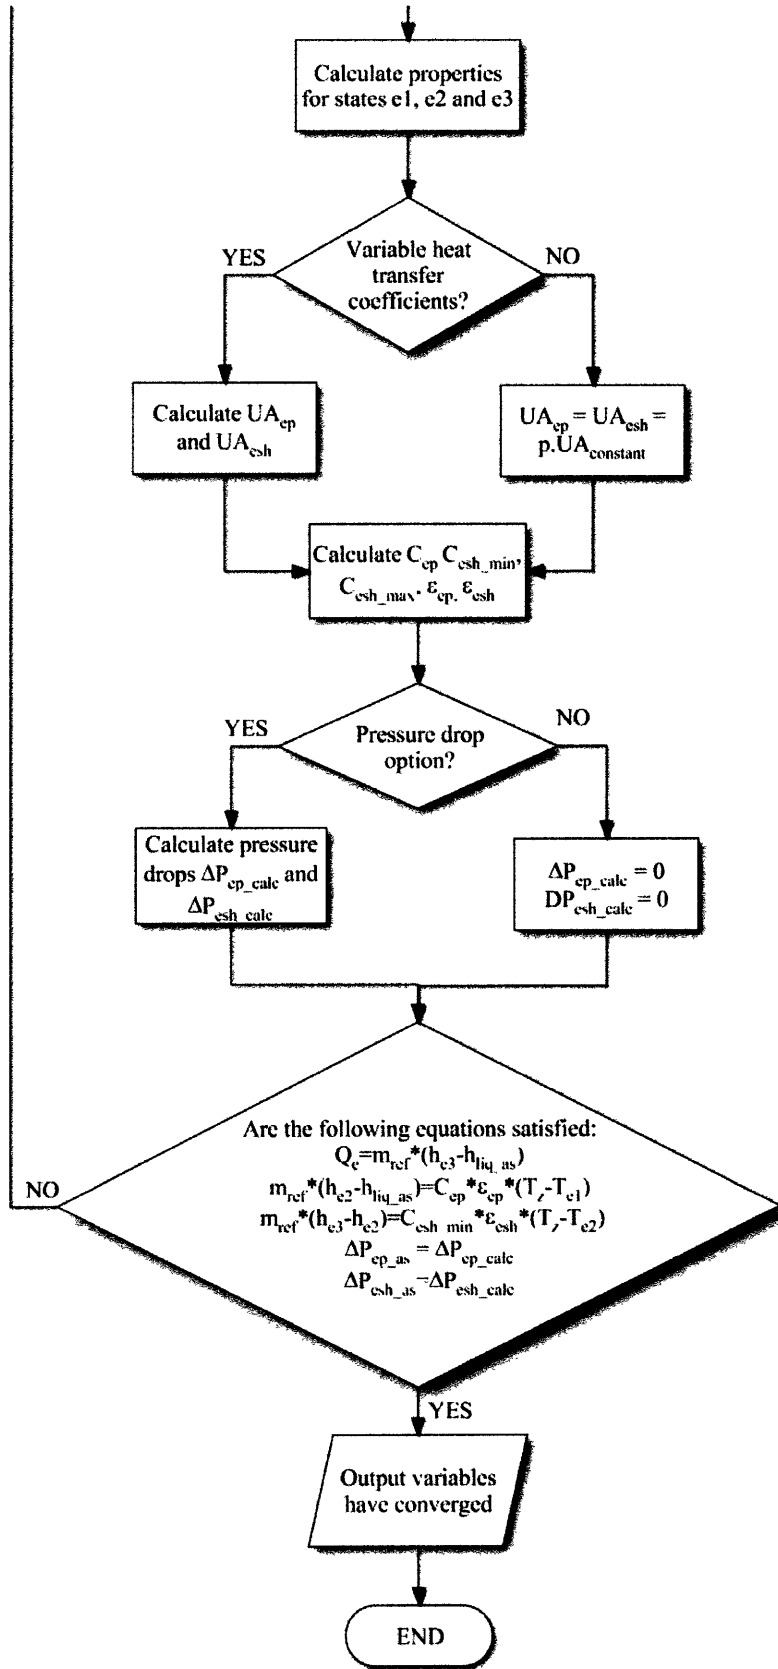 Calculate properties
for states e1, e2 and e3
YES
Variable heat
transfer
coefficients?
NO
Calculate UA_ep
and UA_esh
UA_ep = UA_esh =
p.UA_constant
Calculate C_ep C_esh_min,
C_esh_max. ε_ep. ε_esh
YES
Pressure drop
option?
NO
Calculate pressure
drops ΔP_ep_calc and
ΔP_esh_calc
ΔP_ep_calc = 0
DP_esh_calc = 0
Are the following equations satisfied:
Q_e=m_ref*(h_e3-h_liq_as)
NO
m_ref*(h_e2-h_liq_as)=C_ep*ε_ep*(T_z-T_e1)
m_ref*(h_e3-h_e2)=C_esh_min*ε_esh*(T_z-T_e2)
ΔP_ep_as = ΔP_ep_calc
ΔP_esh_as=ΔP_esh_calc
YES
Output variables
have converged
END